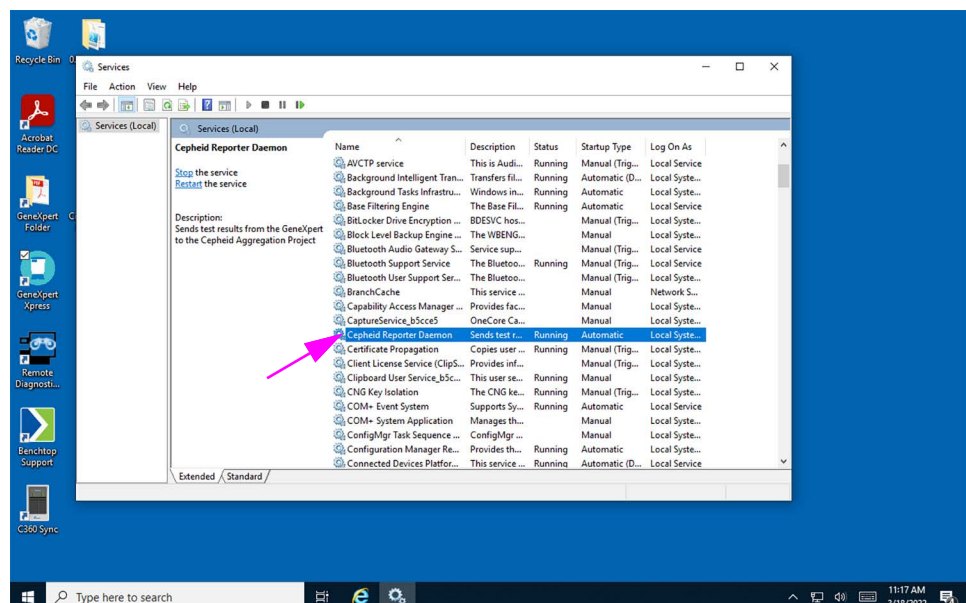 Recycle Bin
0.
Acrobat
Reader DC
GeneXpert
Folder
G
GeneXpert
Xpress
Remote
Diagnosti...
Benchtop
Support
C360 Sync
Services
File Action View Help
Services (Local)
Services (Local)
Cepheid Reporter Daemon
Stop the service
Restart the service
Description:
Sends test results from the GeneXpert
to the Cepheid Aggregation Project
Name Description Status Startup Type Log On As
AVCTP service This is Audi... Running Manual (Trig... Local Service
Background Intelligent Tran... Transfers fil... Running Automatic (D... Local Syste...
Background Tasks Infrastru... Windows in... Running Automatic Local Syste...
Base Filtering Engine The Base Fil... Running Automatic Local Service
BitLocker Drive Encryption ... BDESVC hos... Manual (Trig... Local Syste...
Block Level Backup Engine ... The WBENG... Manual Local Syste...
Bluetooth Audio Gateway S... Service sup... Manual (Trig... Local Service
Bluetooth Support Service The Bluetoo... Running Manual (Trig... Local Service
Bluetooth User Support Ser... The Bluetoo... Manual (Trig... Local Syste...
BranchCache This service ... Manual Network S...
Capability Access Manager ... Provides fac... Manual Local Syste...
CaptureService_b5cce5 OneCore Ca... Manual Local Syste...
Cepheid Reporter Daemon Sends test r... Running Automatic Local Syste...
Certificate Propagation Copies user ... Running Manual (Trig... Local Syste...
Client License Service (ClipS... Provides inf... Manual (Trig... Local Syste...
Clipboard User Service_b5c... This user se... Running Manual Local Syste...
CNG Key Isolation The CNG ke... Running Manual (Trig... Local Syste...
COM+ Event System Supports Sy... Running Automatic Local Service
COM+ System Application Manages th... Manual Local Syste...
ConfigMgr Task Sequence ... ConfigMgr ... Manual Local Syste...
Configuration Manager Re... Provides th... Running Automatic Local Syste...
Connected Devices Platfor... This service ... Running Automatic (D... Local Service
Extended Standard
Type here to search
11:17 AM
3/18/2022